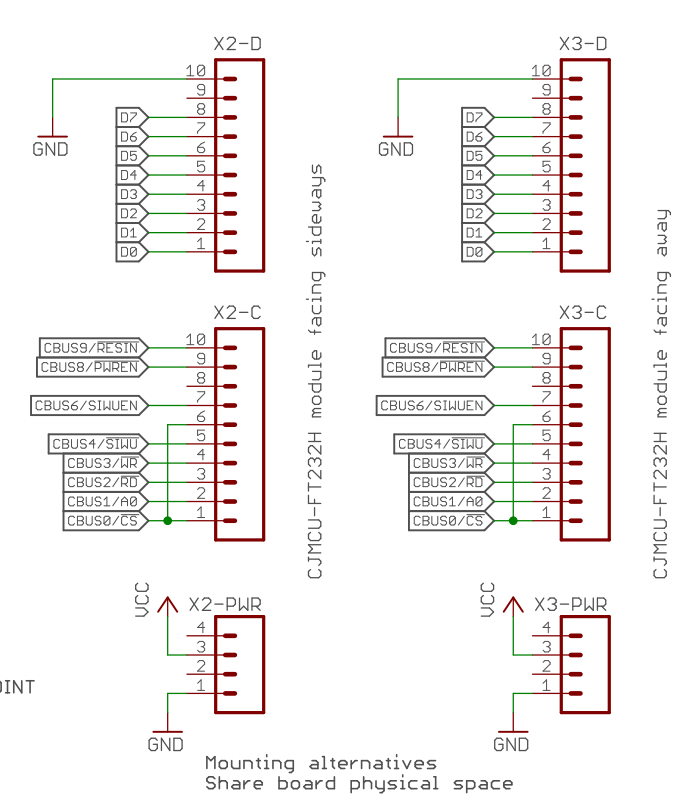 X2-D
10
9
D7 8
D6 7
D5 6
D4 5
D3 4
D2 3
D1 2
D0 1
GND
X2-C
CBUS9/RESIN 10
CBUS8/PWREN 9
8
CBUS6/SIWUEN 7
6
CBUS4/SIWU 5
CBUS3/WR 4
CBUS2/RD 3
CBUS1/A0 2
CBUS0/CS 1
VCC
X2-PWR
4
3
2
1
GND
CJMCU-FT232H module facing sideways
X3-D
10
9
D7 8
D6 7
D5 6
D4 5
D3 4
D2 3
D1 2
D0 1
GND
X3-C
CBUS9/RESIN 10
CBUS8/PWREN 9
8
CBUS6/SIWUEN 7
6
CBUS4/SIWU 5
CBUS3/WR 4
CBUS2/RD 3
CBUS1/A0 2
CBUS0/CS 1
VCC
X3-PWR
4
3
2
1
GND
CJMCU-FT232H module facing away
Mounting alternatives
Share board physical space